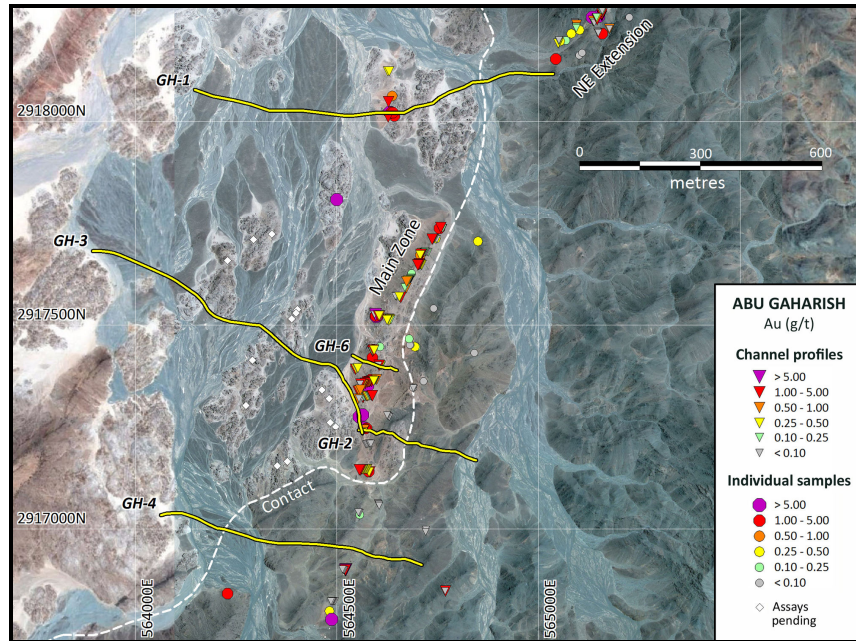 GH-1
NE Extension
2918000N
0 300 600
metres
GH-3
Main Zone
2917500N
GH-6
GH-2
Contact
GH-4
2917000N
564000E
564500E
565000E
ABU GAHARISH
Au (g/t)
Channel profiles
> 5.00
1.00 - 5.00
0.50 - 1.00
0.25 - 0.50
0.10 - 0.25
< 0.10
Individual samples
> 5.00
1.00 - 5.00
0.50 - 1.00
0.25 - 0.50
0.10 - 0.25
< 0.10
Assays
pending